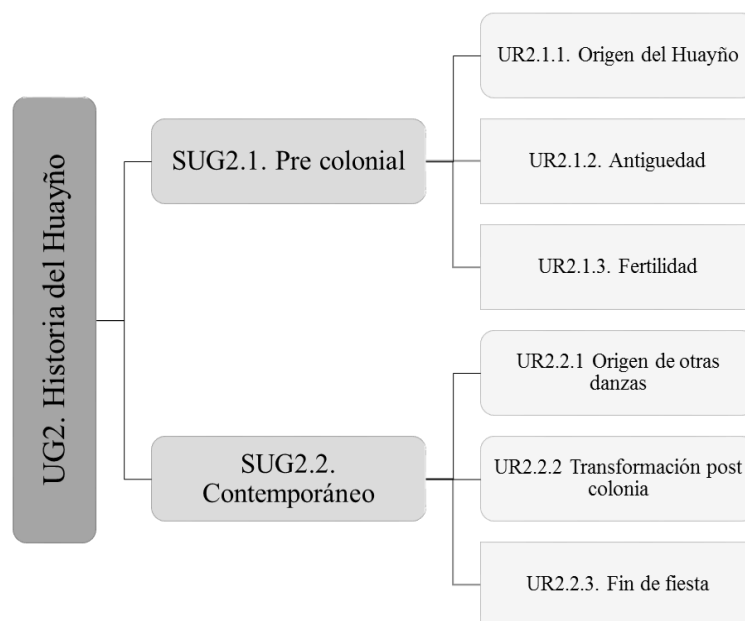 UG2. Historia del Huayño
SUG2.1. Pre colonial
UR2.1.1. Origen del Huayño
UR2.1.2. Antiguedad
UR2.1.3. Fertilidad
SUG2.2.
Contemporáneo
UR2.2.1 Origen de otras
danzas
UR2.2.2 Transformación post
colonia
UR2.2.3. Fin de fiesta